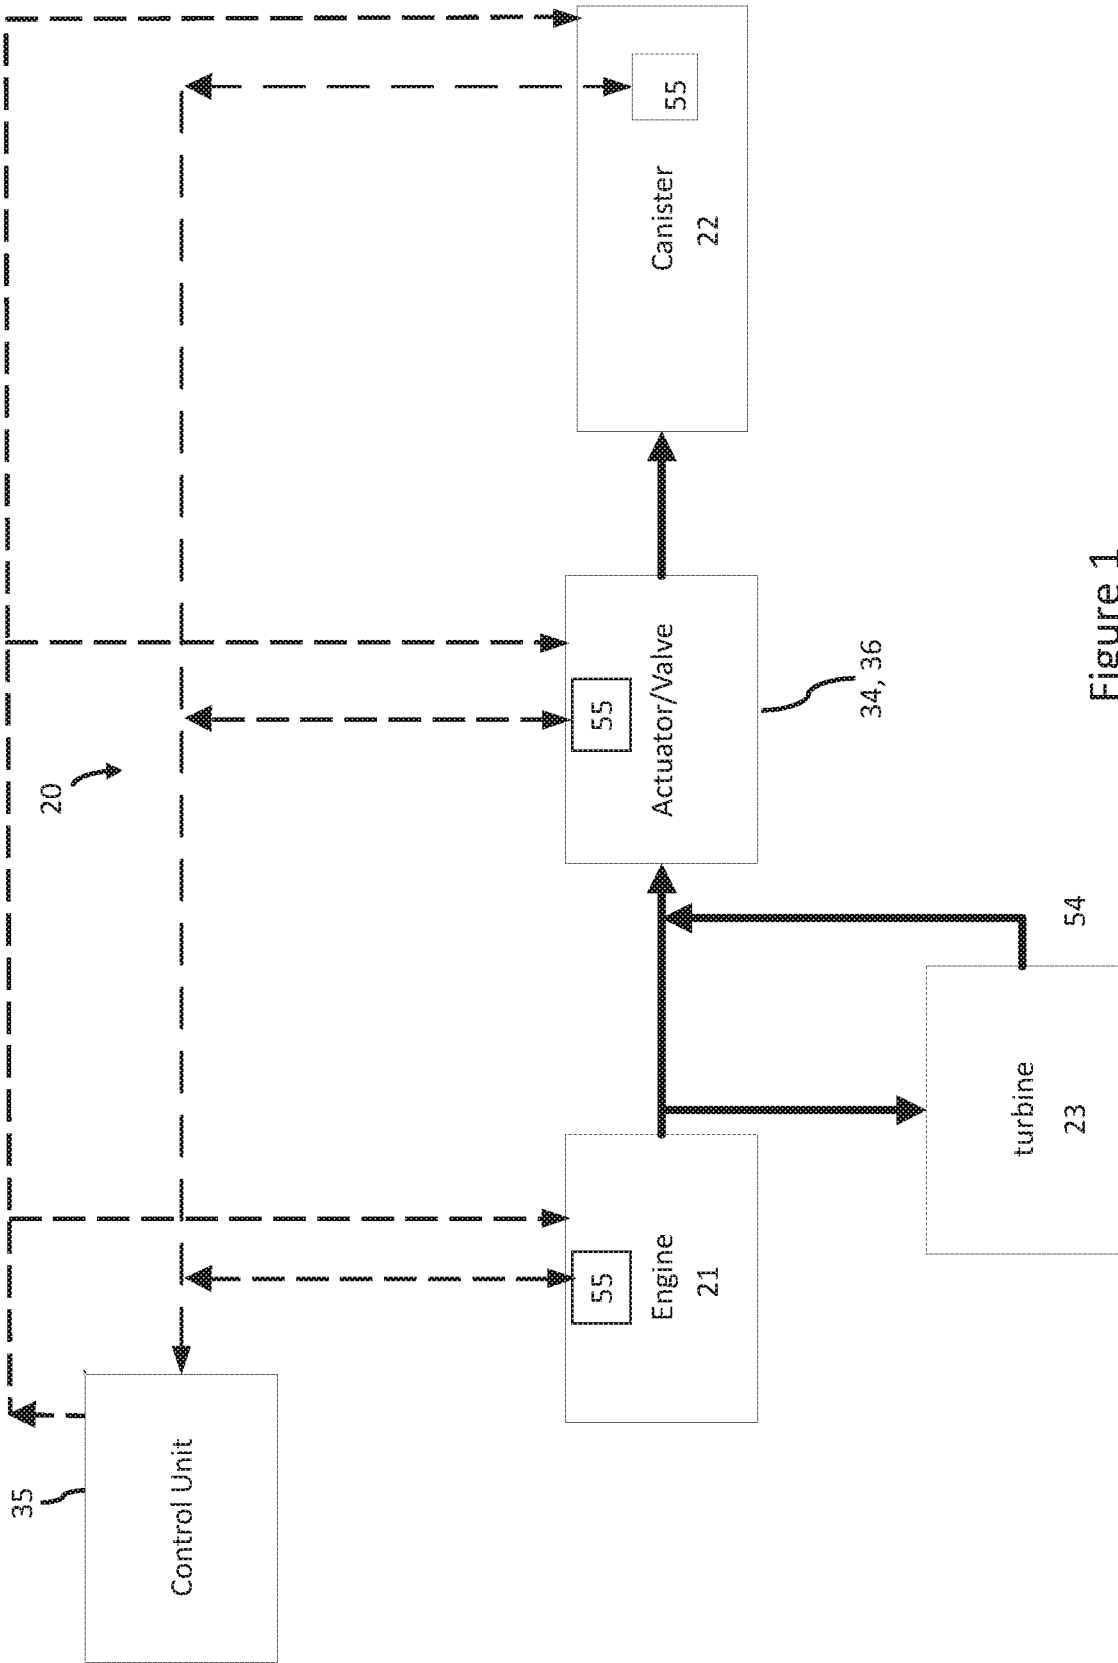 35
Control Unit
20
55
Engine
21
55
Actuator/Valve
34, 36
55
Canister
22
turbine
23
54
Figure 1